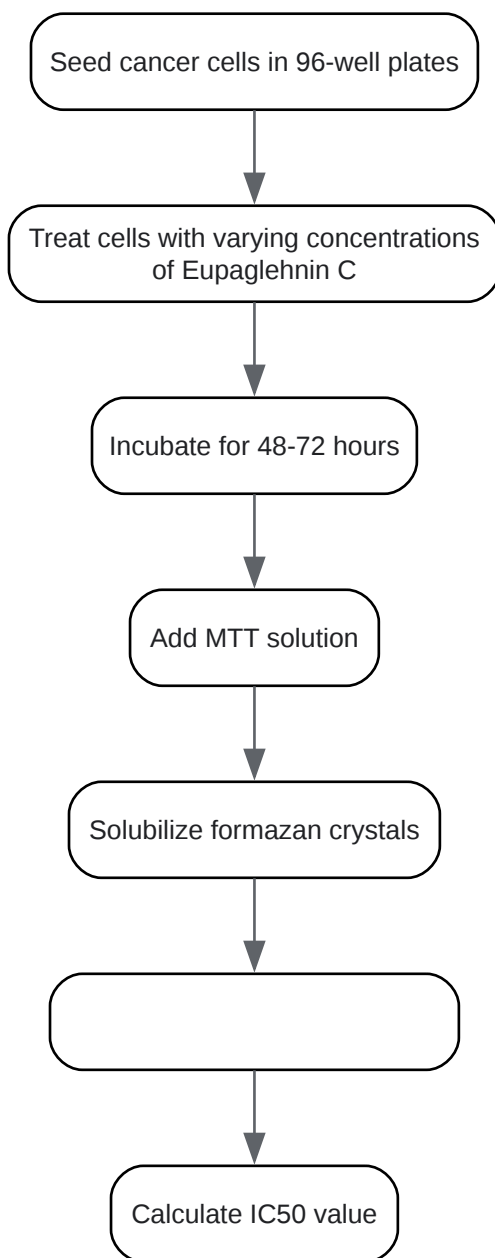 Seed cancer cells in 96-well plates
Treat cells with varying concentrations
of Eupaglehnin C
Incubate for 48-72 hours
Add MTT solution
Solubilize formazan crystals
Calculate IC50 value